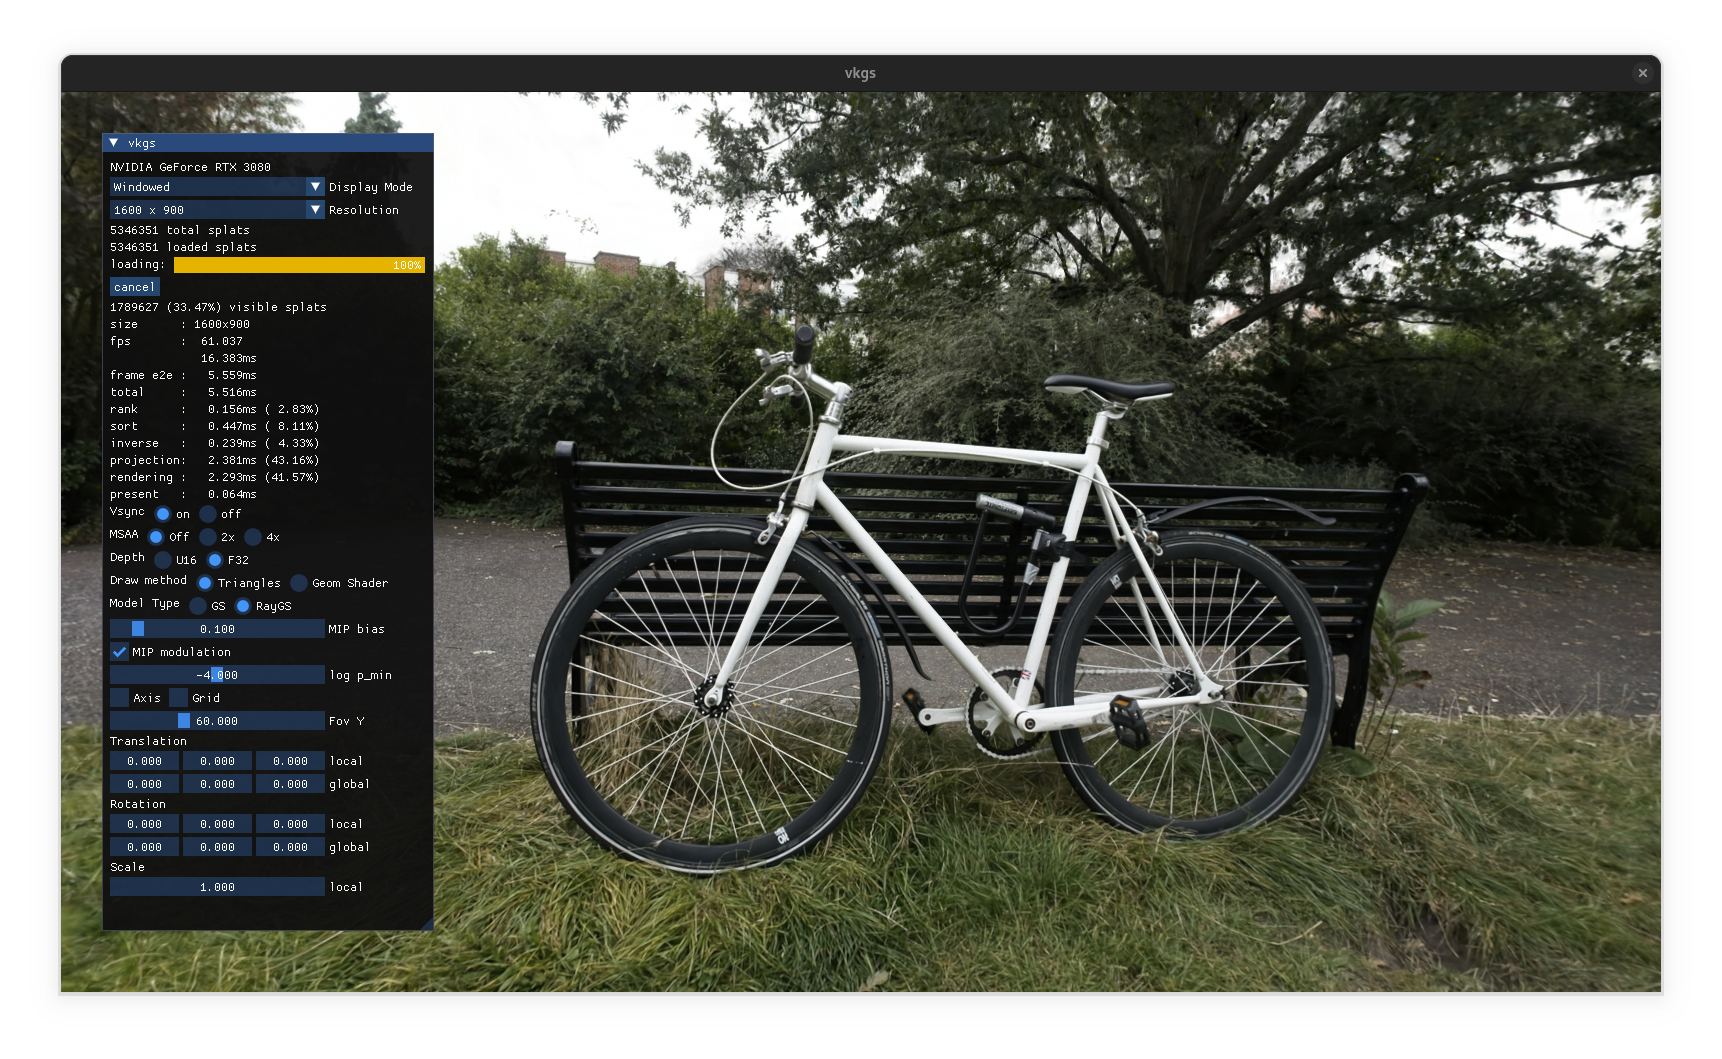 vkgs
vkgs
NVIDIA GeForce RTX 3080
Windowed Display Mode
1600 x 900 Resolution
5346351 total splats
5346351 loaded splats
loading: 100%
cancel
1789627 (33.47%) visible splats
size : 1600x900
fps : 61.037
16.383ms
frame e2e : 5.559ms
total : 5.516ms
rank : 0.156ms ( 2.83%)
sort : 0.447ms ( 8.11%)
inverse : 0.239ms ( 4.33%)
projection: 2.381ms (43.16%)
rendering : 2.293ms (41.57%)
present : 0.064ms
Vsync on off
MSAA Off 2x 4x
Depth U16 F32
Draw method Triangles Geom Shader
Model Type GS RayGS
0.100 MIP bias
MIP modulation
-4.000 log p_min
Axis Grid
60.000 Fov Y
Translation
0.000 0.000 0.000 local
0.000 0.000 0.000 global
Rotation
0.000 0.000 0.000 local
0.000 0.000 0.000 global
Scale
1.000 local